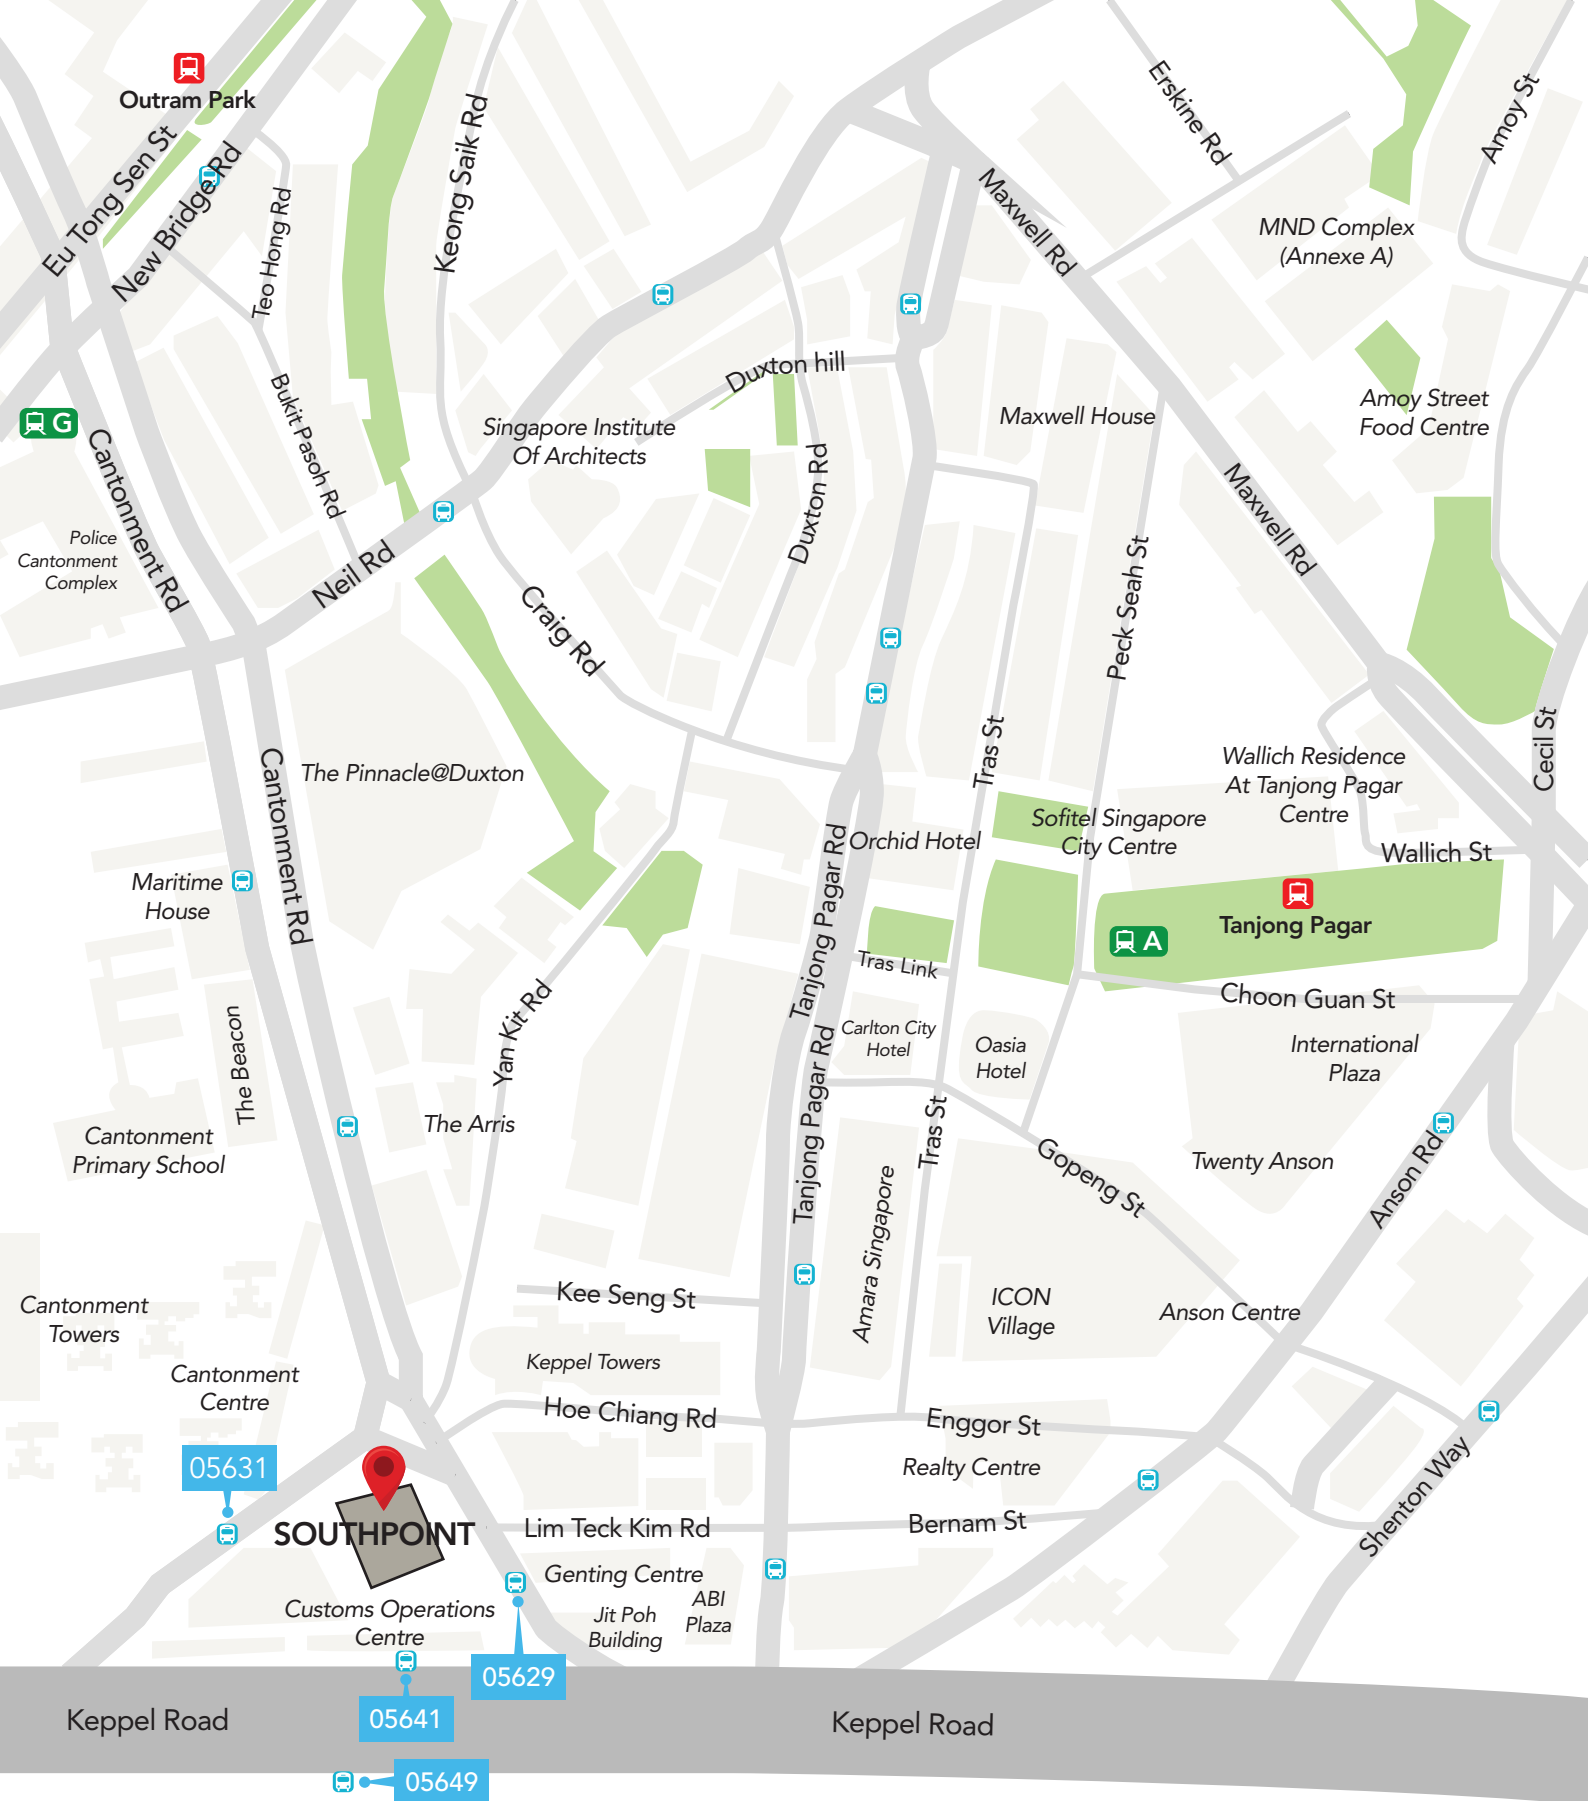 Outram Park
Eu Tong Sen St
New Bridge Rd
Teo Hong Rd
Keong Saik Rd
Erskine Rd
Amoy St
Maxwell Rd
MND Complex
(Annexe A)
Duxton hill
Bukit Pasoh Rd
G
Cantonment Rd
Singapore Institute
Of Architects
Maxwell House
Amoy Street
Food Centre
Duxton Rd
Maxwell Rd
Police
Cantonment
Complex
Neil Rd
Craig Rd
Peck Seah St
Cantonment Rd
The Pinnacle@Duxton
Tras St
Wallich Residence
At Tanjong Pagar
Centre
Cecil St
Orchid Hotel
Sofitel Singapore
City Centre
Wallich St
Maritime
House
Tanjong Pagar Rd
Tanjong Pagar
A
Tras Link
Choon Guan St
The Beacon
Yan Kit Rd
Carlton City
Hotel
Oasia
Hotel
International
Plaza
Tanjong Pagar Rd
The Arris
Cantonment
Primary School
Tras St
Gopeng St
Twenty Anson
Anson Rd
Amara Singapore
Kee Seng St
ICON
Village
Anson Centre
Cantonment
Towers
Keppel Towers
Cantonment
Centre
Hoe Chiang Rd
Enggor St
05631
Realty Centre
Shenton Way
SOUTHPOINT
Lim Teck Kim Rd
Bernam St
Genting Centre
Customs Operations
Centre
Jit Poh
Building
ABI
Plaza
05629
05641
Keppel Road
Keppel Road
05649